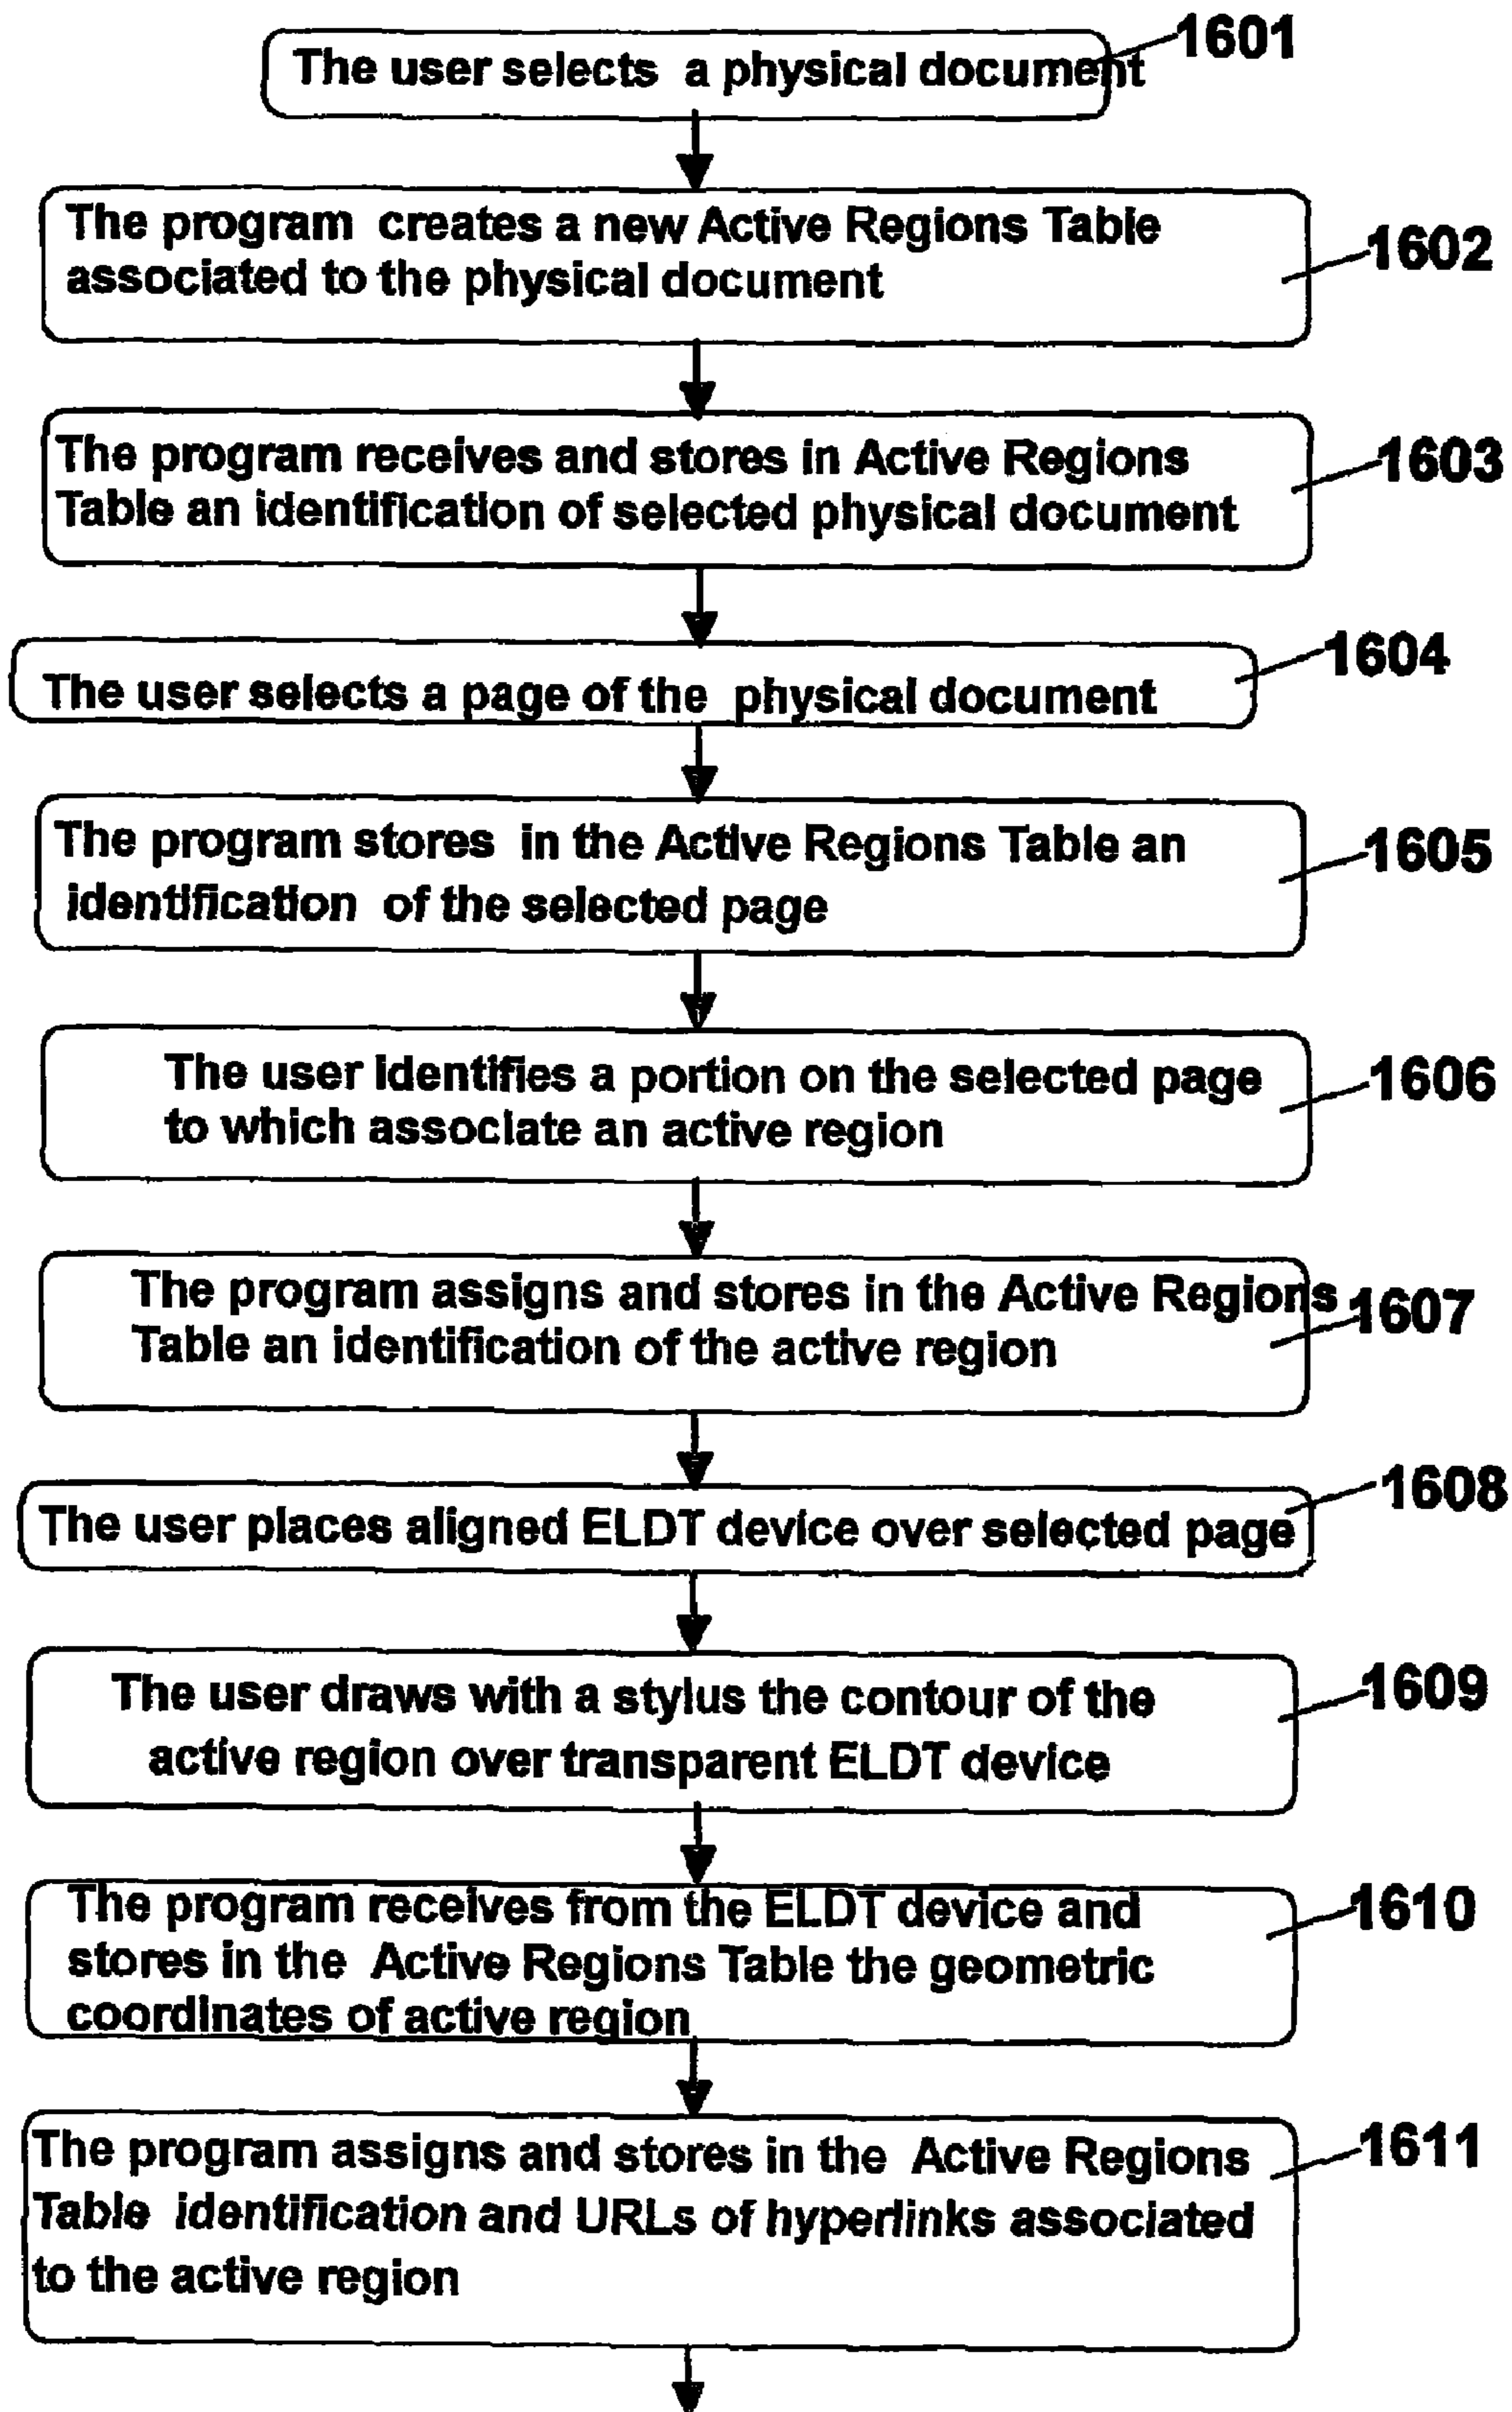 The user selects a physical document
1601
The program creates a new Active Regions Table
associated to the physical document
1602
The program receives and stores in Active Regions
Table an identification of selected physical document
1603
The user selects a page of the physical document
1604
The program stores in the Active Regions Table an
identification of the selected page
1605
The user identifies a portion on the selected page
to which associate an active region
1606
The program assigns and stores in the Active Regions
Table an identification of the active region
1607
The user places aligned ELDT device over selected page
1608
The user draws with a stylus the contour of the
active region over transparent ELDT device
1609
The program receives from the ELDT device and
stores in the Active Regions Table the geometric
coordinates of active region
1610
The program assigns and stores in the Active Regions
Table identification and URLs of hyperlinks associated
to the active region
1611